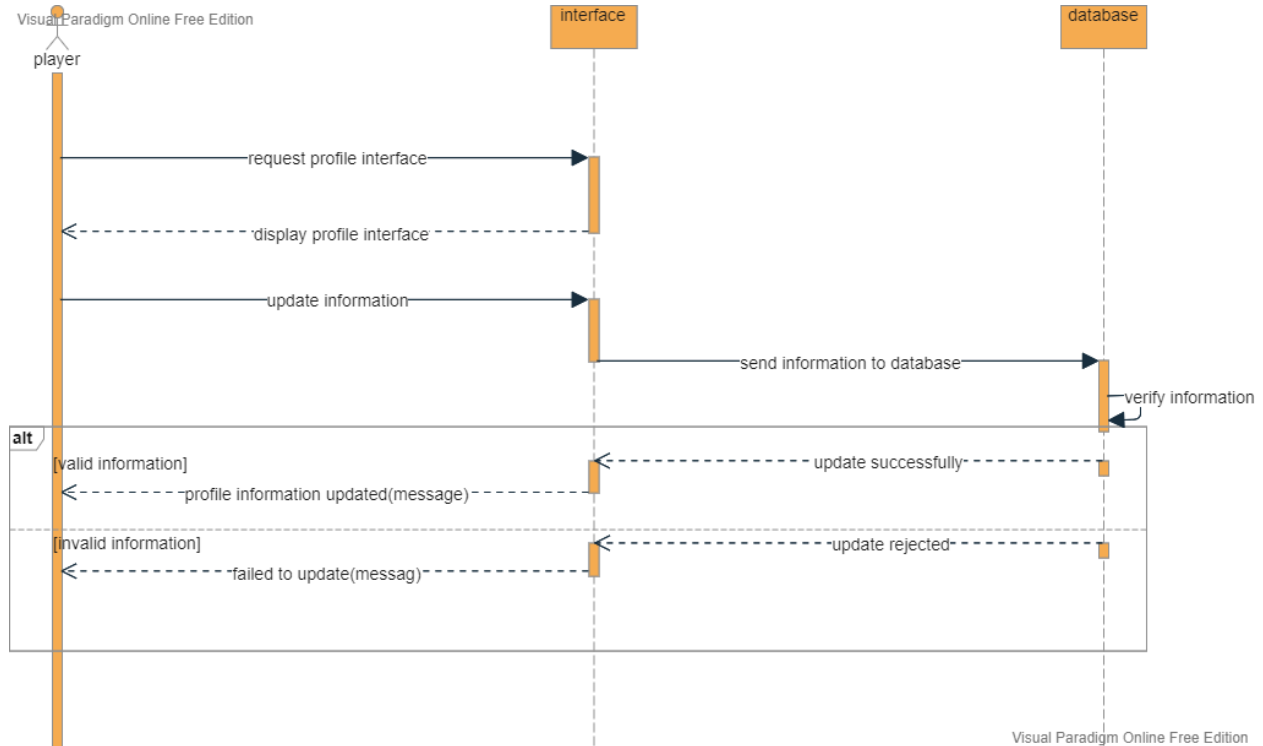 Visual Paradigm Online Free Edition
interface
database
player
request profile interface
display profile interface
update information
send information to database
verify information
alt
[valid information]
update successfully
profile information updated(message)
[invalid information]
update rejected
failed to update(messag)
Visual Paradigm Online Free Edition